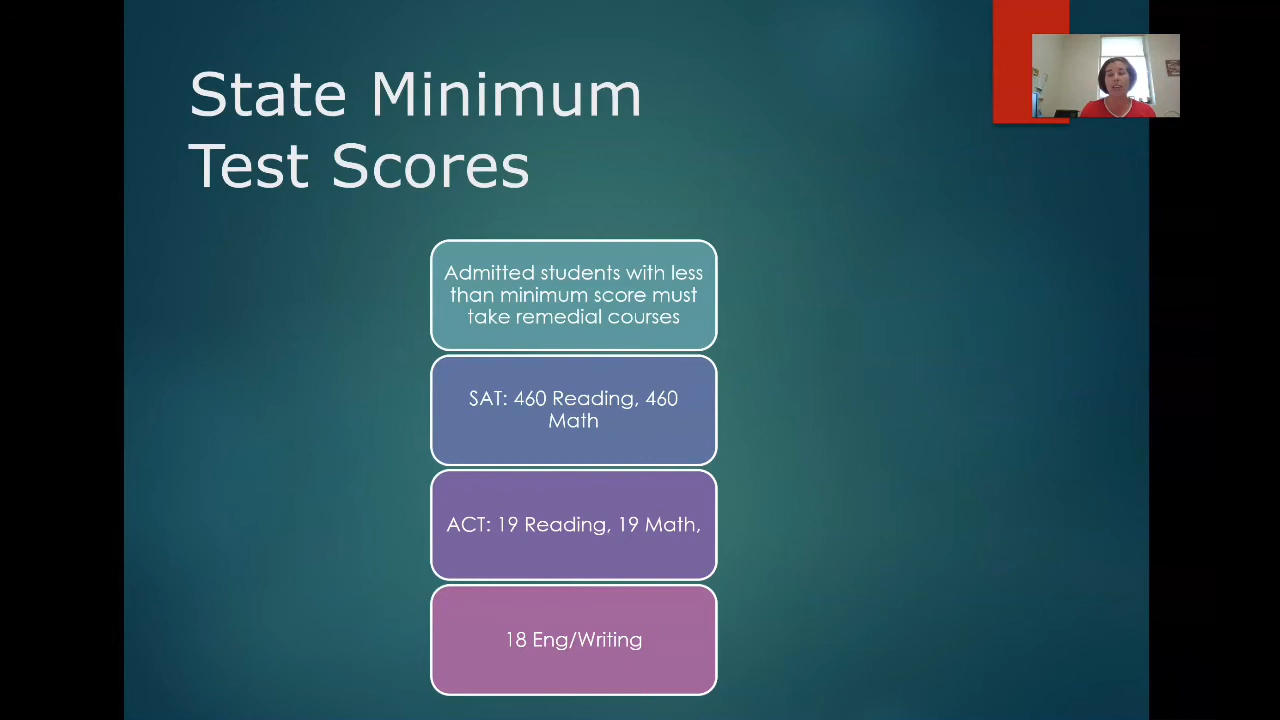 State Minimum
Test Scores
Admitted students with less
than minimum score must
take remedial courses
SAT: 460 Reading, 460
Math
ACT: 19 Reading, 19 Math,
18 Eng/Writing